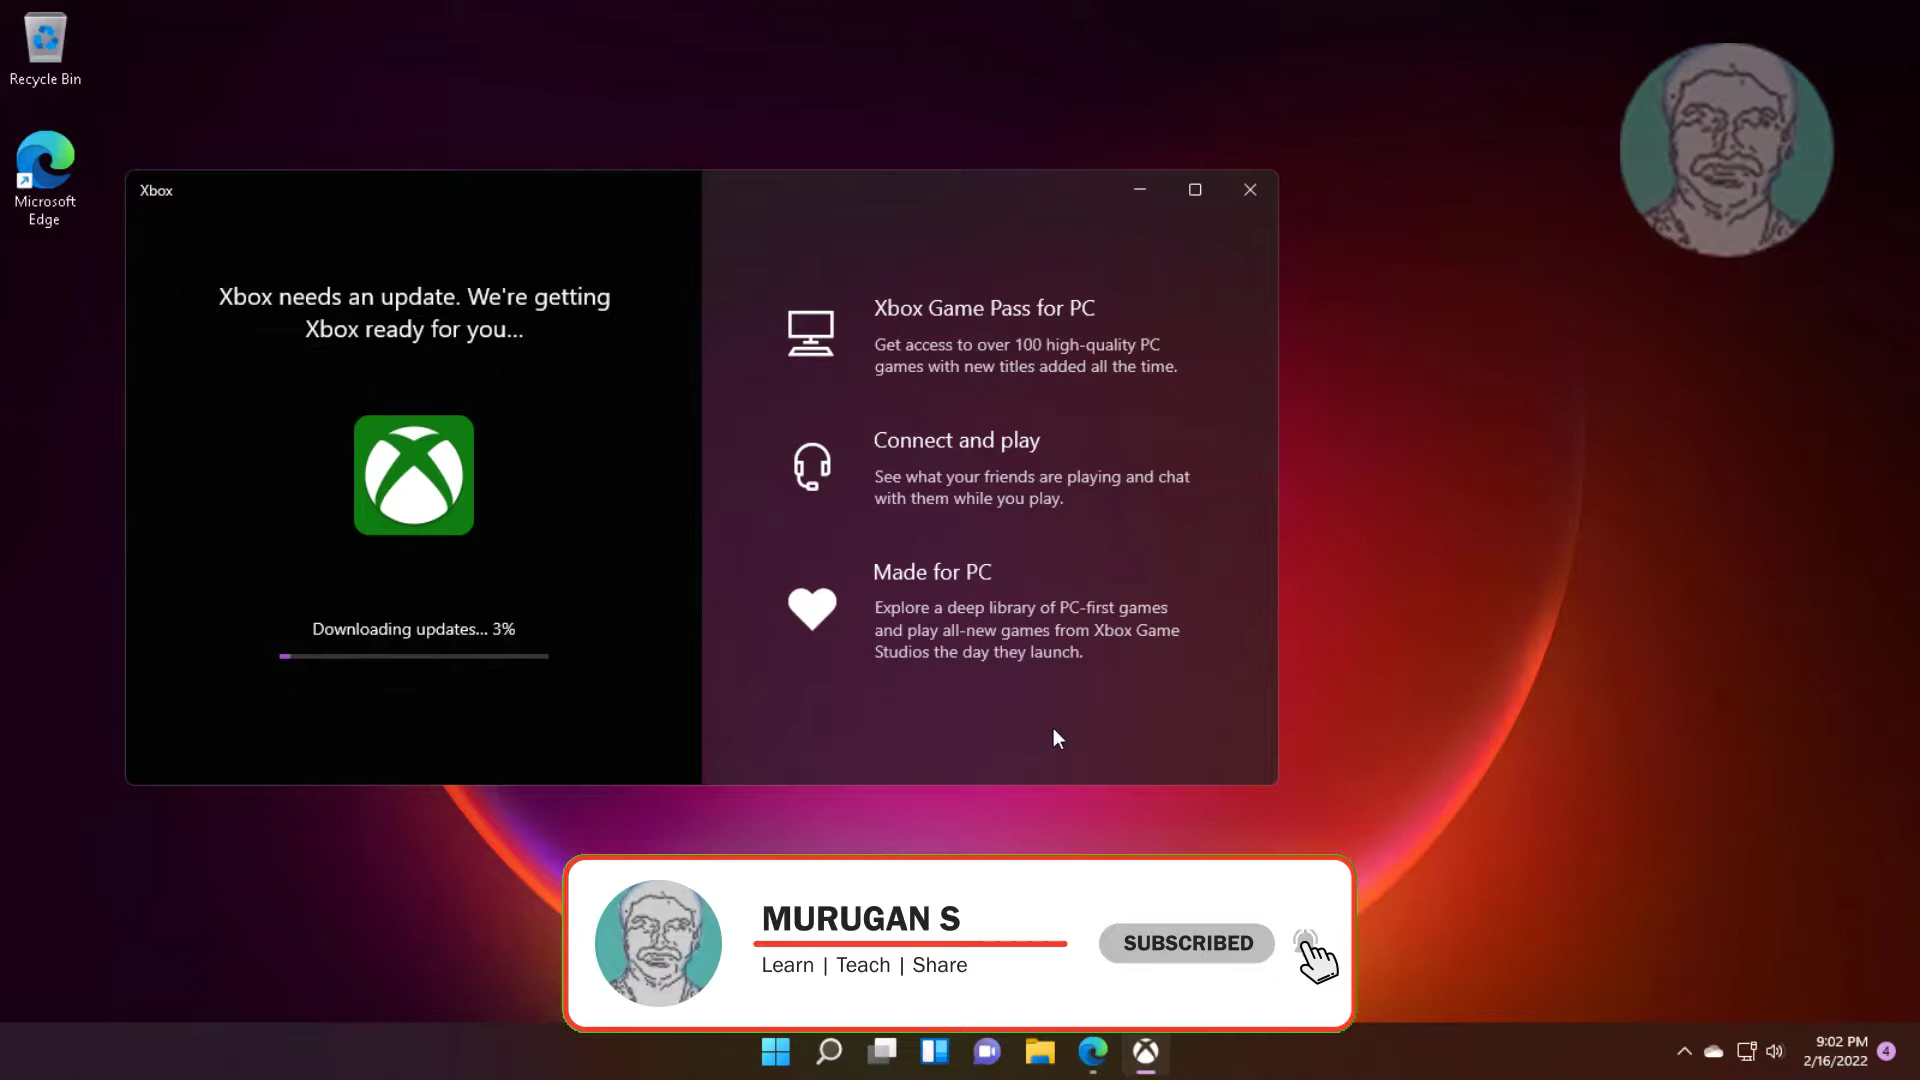 Recycle Bin
Microsoft
Edge
Xbox
Xbox needs an update. We're getting
Xbox ready for you...
Downloading updates... 3%
Xbox Game Pass for PC
Get access to over 100 high-quality PC
games with new titles added all the time.
Connect and play
See what your friends are playing and chat
with them while you play.
Made for PC
Explore a deep library of PC-first games
and play all-new games from Xbox Game
Studios the day they launch.
MURUGAN S
Learn | Teach | Share
SUBSCRIBED
9:02 PM
2/16/2022
4